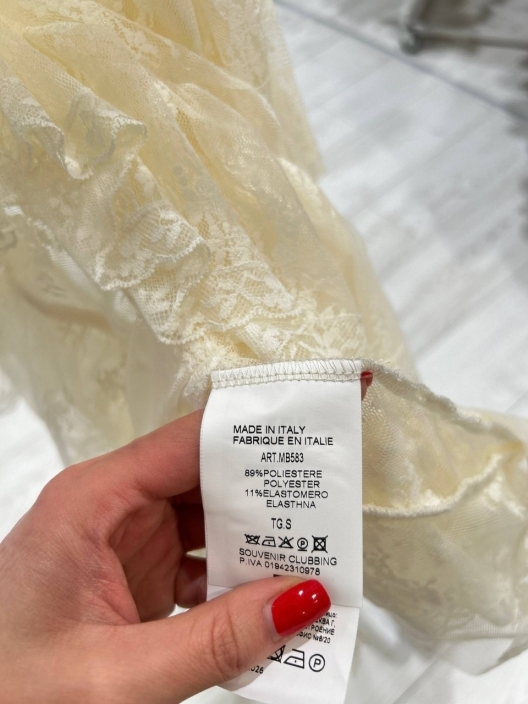 MADE IN ITALY
FABRIQUE EN ITALIE
ART.MB583
89%POLIESTERE
POLYESTER
11%ELASTOMERO
ELASTHNA
TG.S
SOUVENIR CLUBBING
P.IVA 01942310978